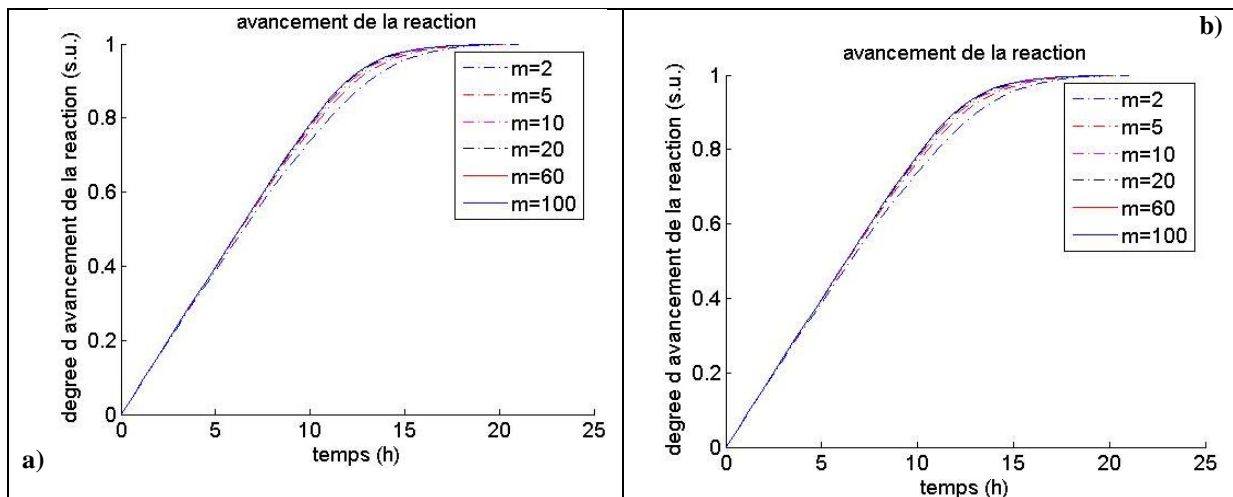 avancement de la reaction
degree d avancement de la reaction (s.u.)
1
0.8
0.6
0.4
0.2
0
0
5
10
15
20
25
temps (h)
m=2
m=5
m=10
m=20
m=60
m=100
a)
b)
avancement de la reaction
degree d avancement de la reaction (s.u.)
1
0.8
0.6
0.4
0.2
0
0
5
10
15
20
25
temps (h)
m=2
m=5
m=10
m=20
m=60
m=100